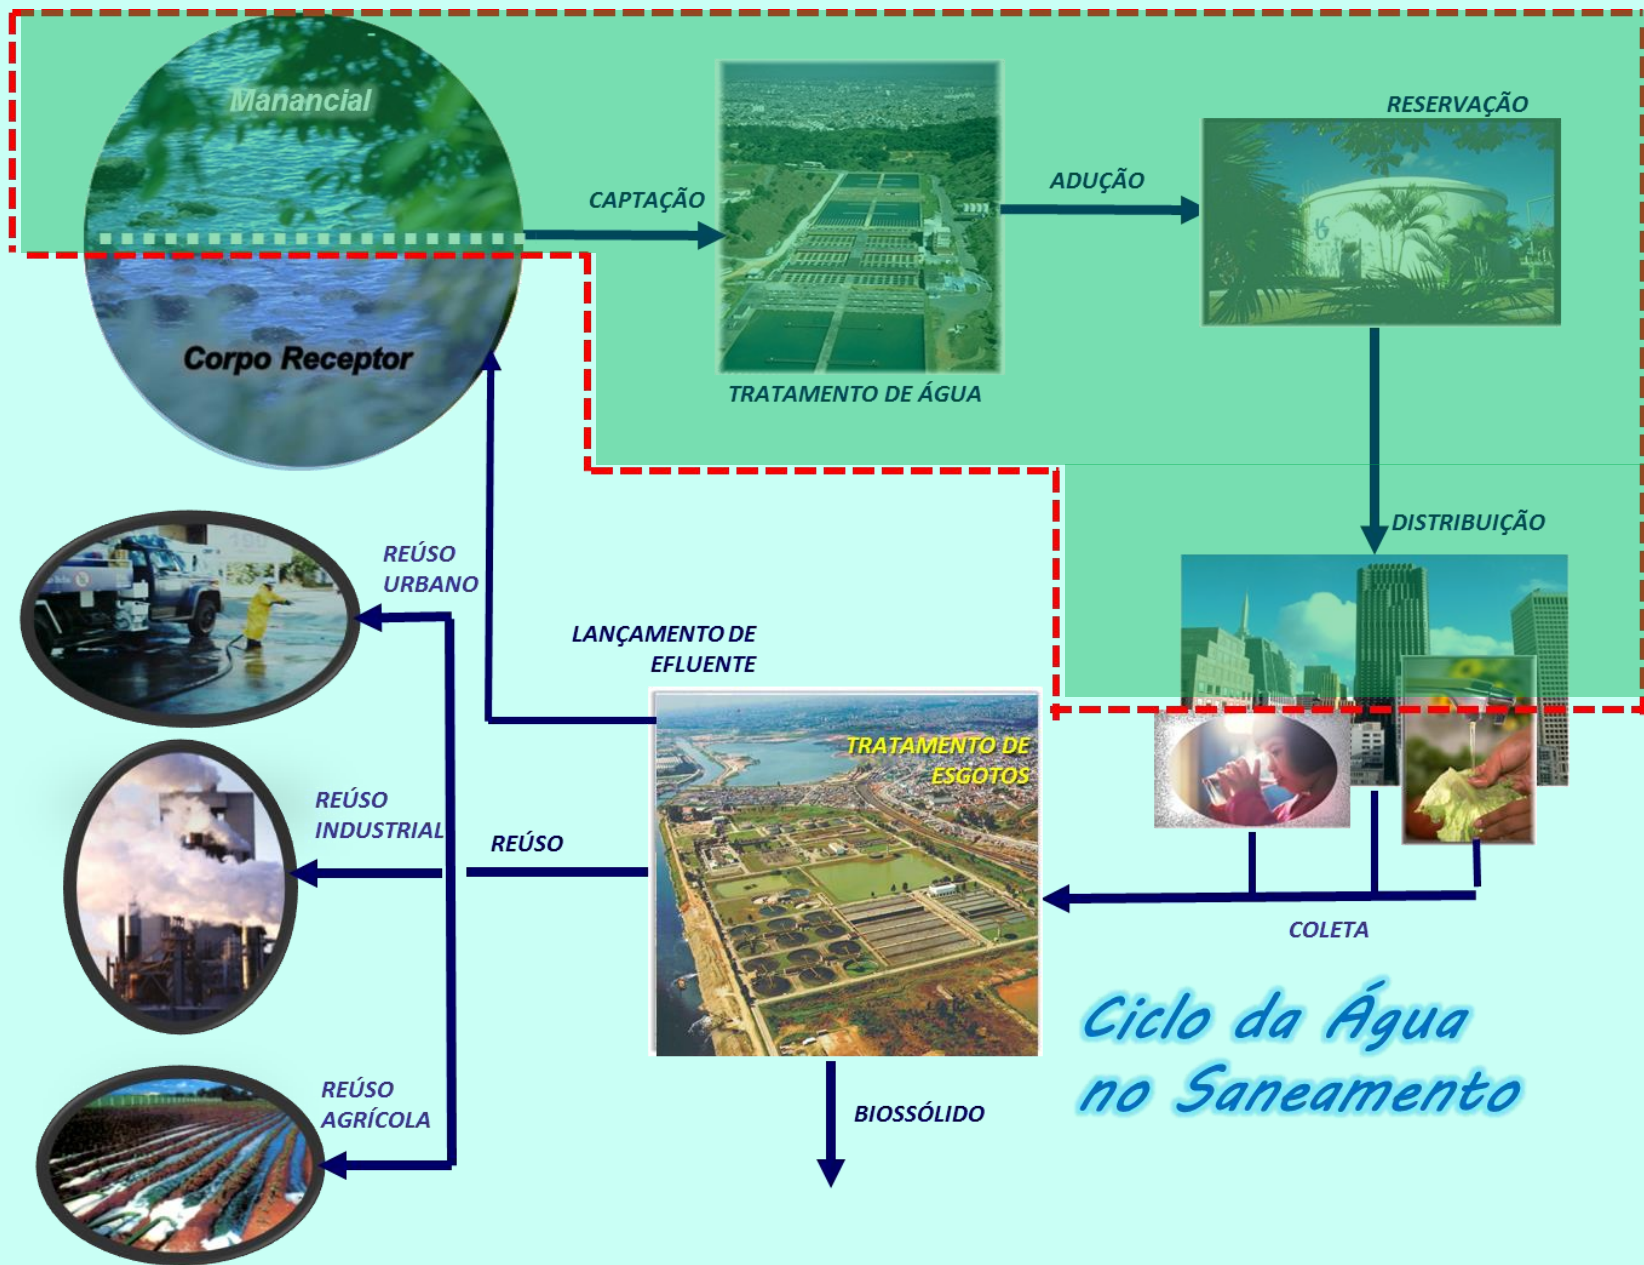 Manancial
CAPTAÇÃO
ADUÇÃO
RESERVAÇÃO
TRATAMENTO DE ÁGUA
Corpo Receptor
DISTRIBUIÇÃO
REÚSO
URBANO
LANÇAMENTO DE
EFLUENTE
TRATAMENTO DE
ESGOTOS
REÚSO
INDUSTRIAL
REÚSO
COLETA
REÚSO
AGRÍCOLA
BIOSSÓLIDO
Ciclo da Água
no Saneamento